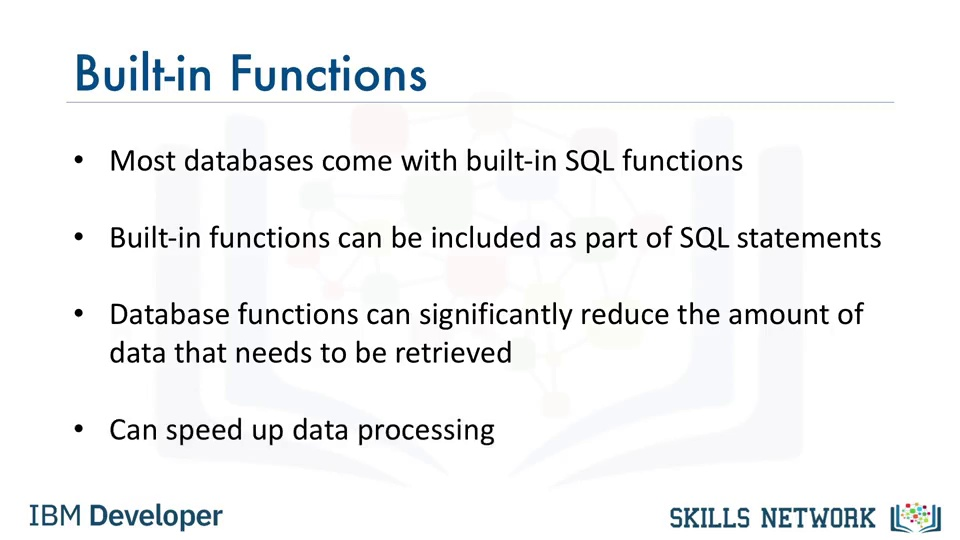 Built-in Functions
• Most databases come with built-in SQL functions
• Built-in functions can be included as part of SQL statements
• Database functions can significantly reduce the amount of
data that needs to be retrieved
• Can speed up data processing
IBM Developer
SKILLS NETWORK